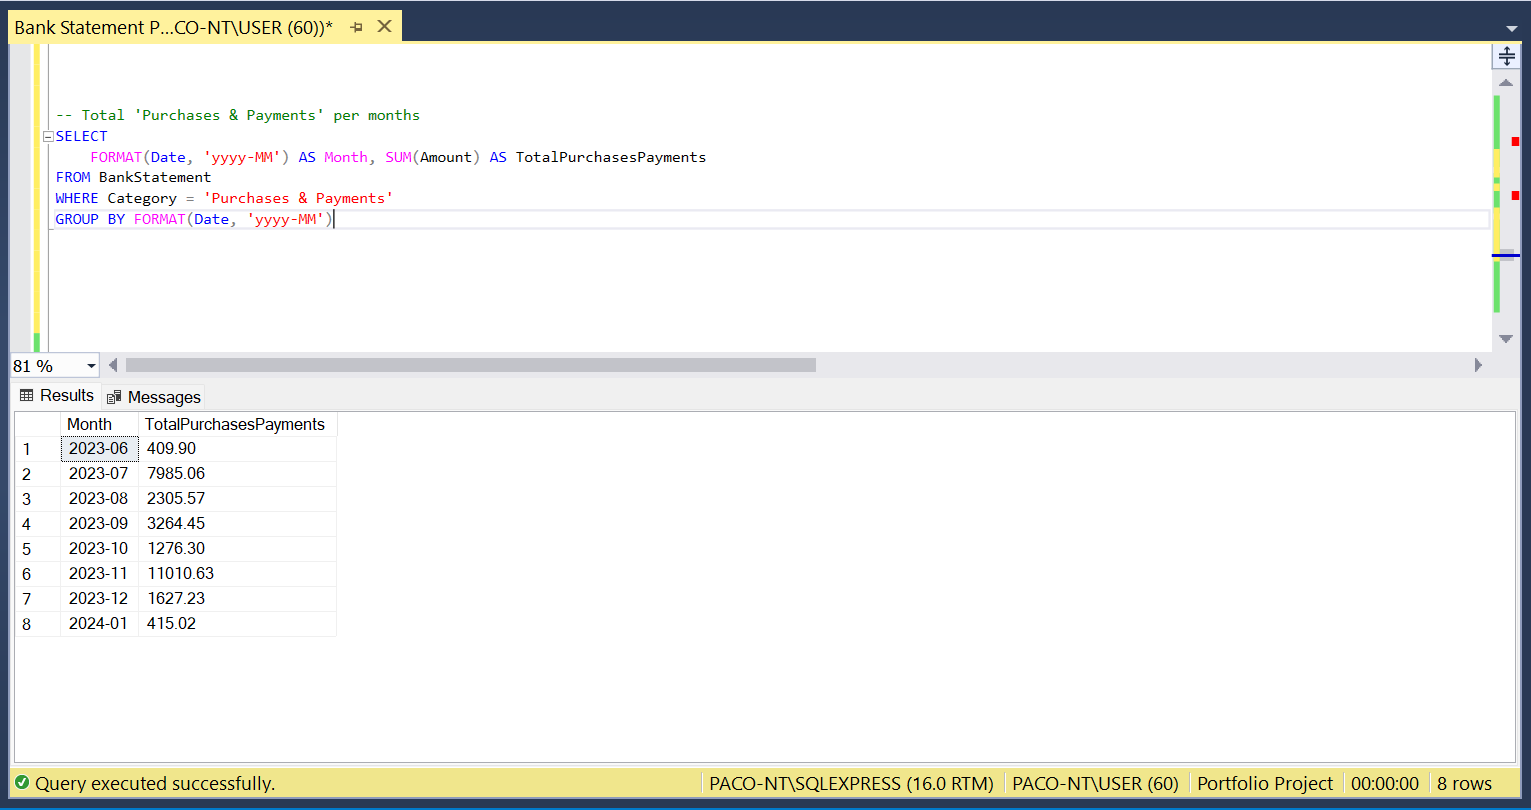 Bank Statement P...CO-NT\USER (60))*
-- Total 'Purchases & Payments' per months
SELECT
FORMAT(Date, 'yyyy-MM') AS Month, SUM(Amount) AS TotalPurchasesPayments
FROM BankStatement
WHERE Category = 'Purchases & Payments'
GROUP BY FORMAT(Date, 'yyyy-MM')
81 %
Results Messages
Month TotalPurchasesPayments
1 2023-06 409.90
2 2023-07 7985.06
3 2023-08 2305.57
4 2023-09 3264.45
5 2023-10 1276.30
6 2023-11 11010.63
7 2023-12 1627.23
8 2024-01 415.02
Query executed successfully. PACO-NT\SQLEXPRESS (16.0 RTM) PACO-NT\USER (60) Portfolio Project 00:00:00 8 rows